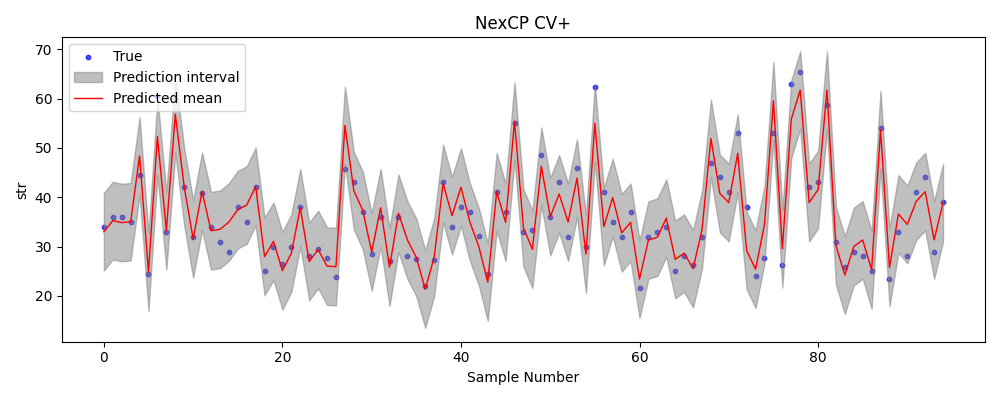 NexCP CV+
True
Prediction interval
Predicted mean
str
70
60
50
40
30
20
0
20
40
60
80
Sample Number